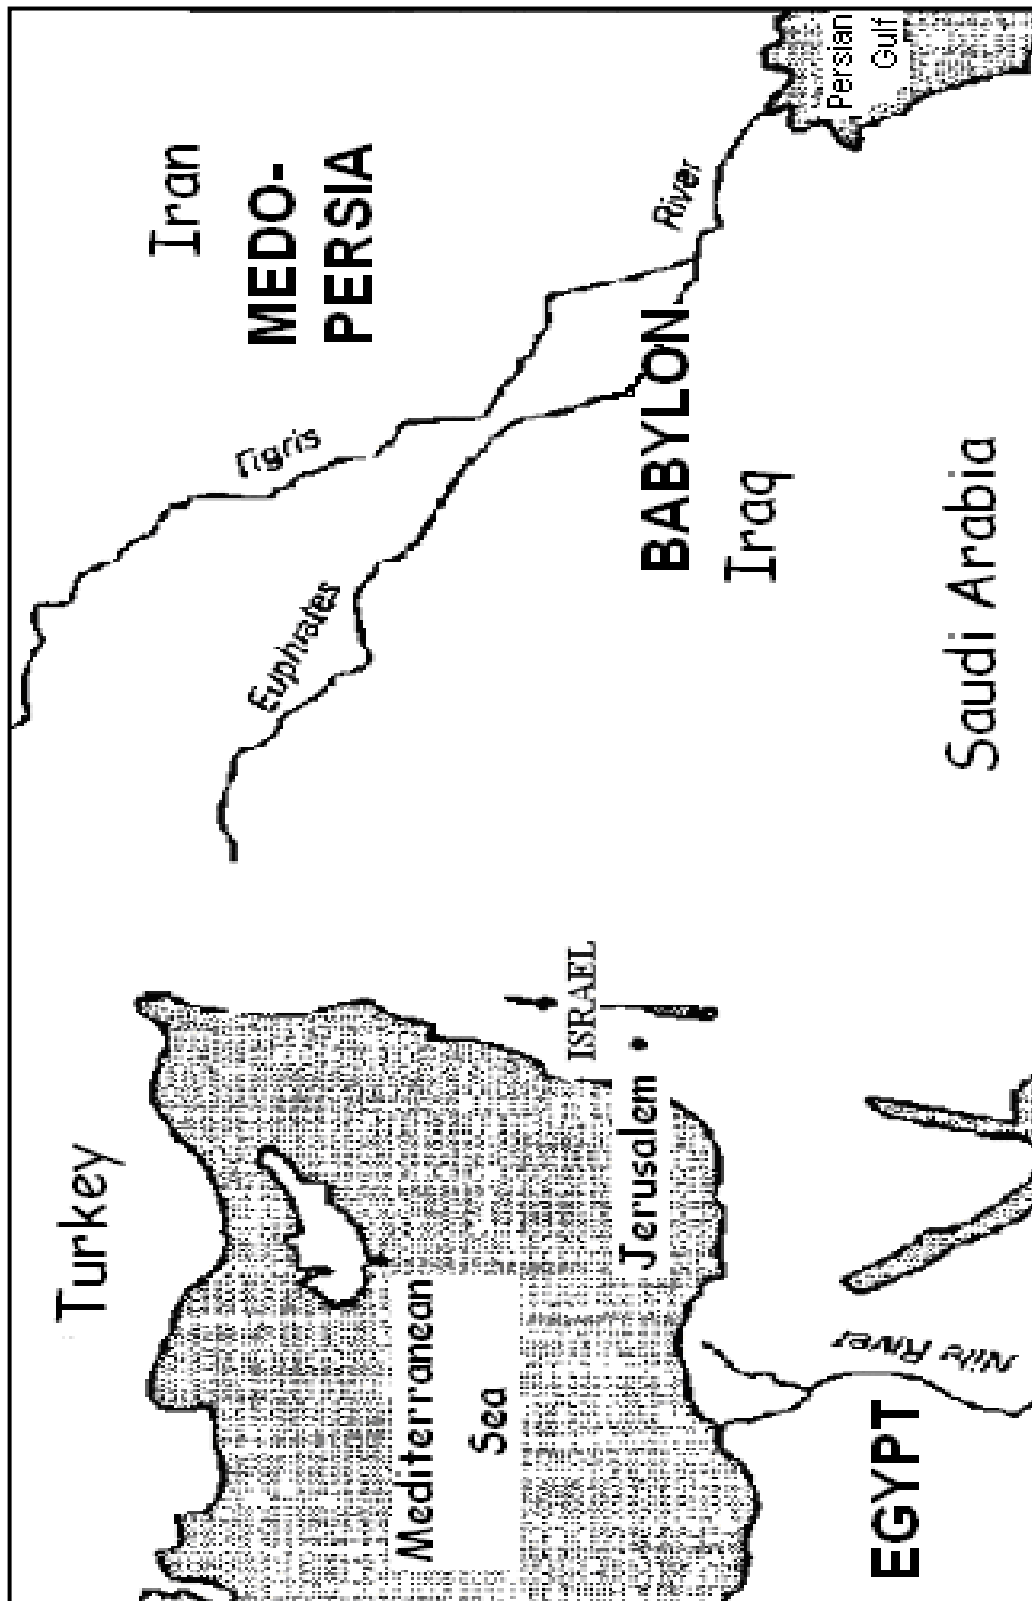 Turkey
Iran
MEDO-
PERSIA
Tigris
Euphrates
River
Persian
Gulf
Mediterranean
Sea
ISRAEL
Jerusalem
BABYLON
Iraq
EGYPT
Nile River
Saudi Arabia